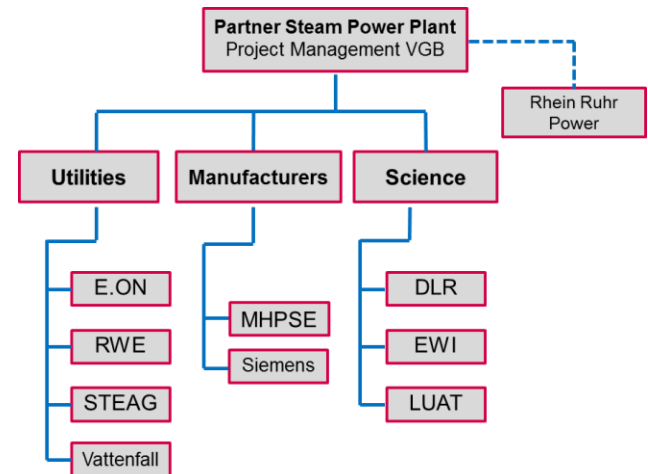 Partner Steam Power Plant
Project Management VGB
Rhein Ruhr
Power
Utilities
Manufacturers
Science
E.ON
RWE
STEAG
Vattenfall
MHPSE
Siemens
DLR
EWI
LUAT